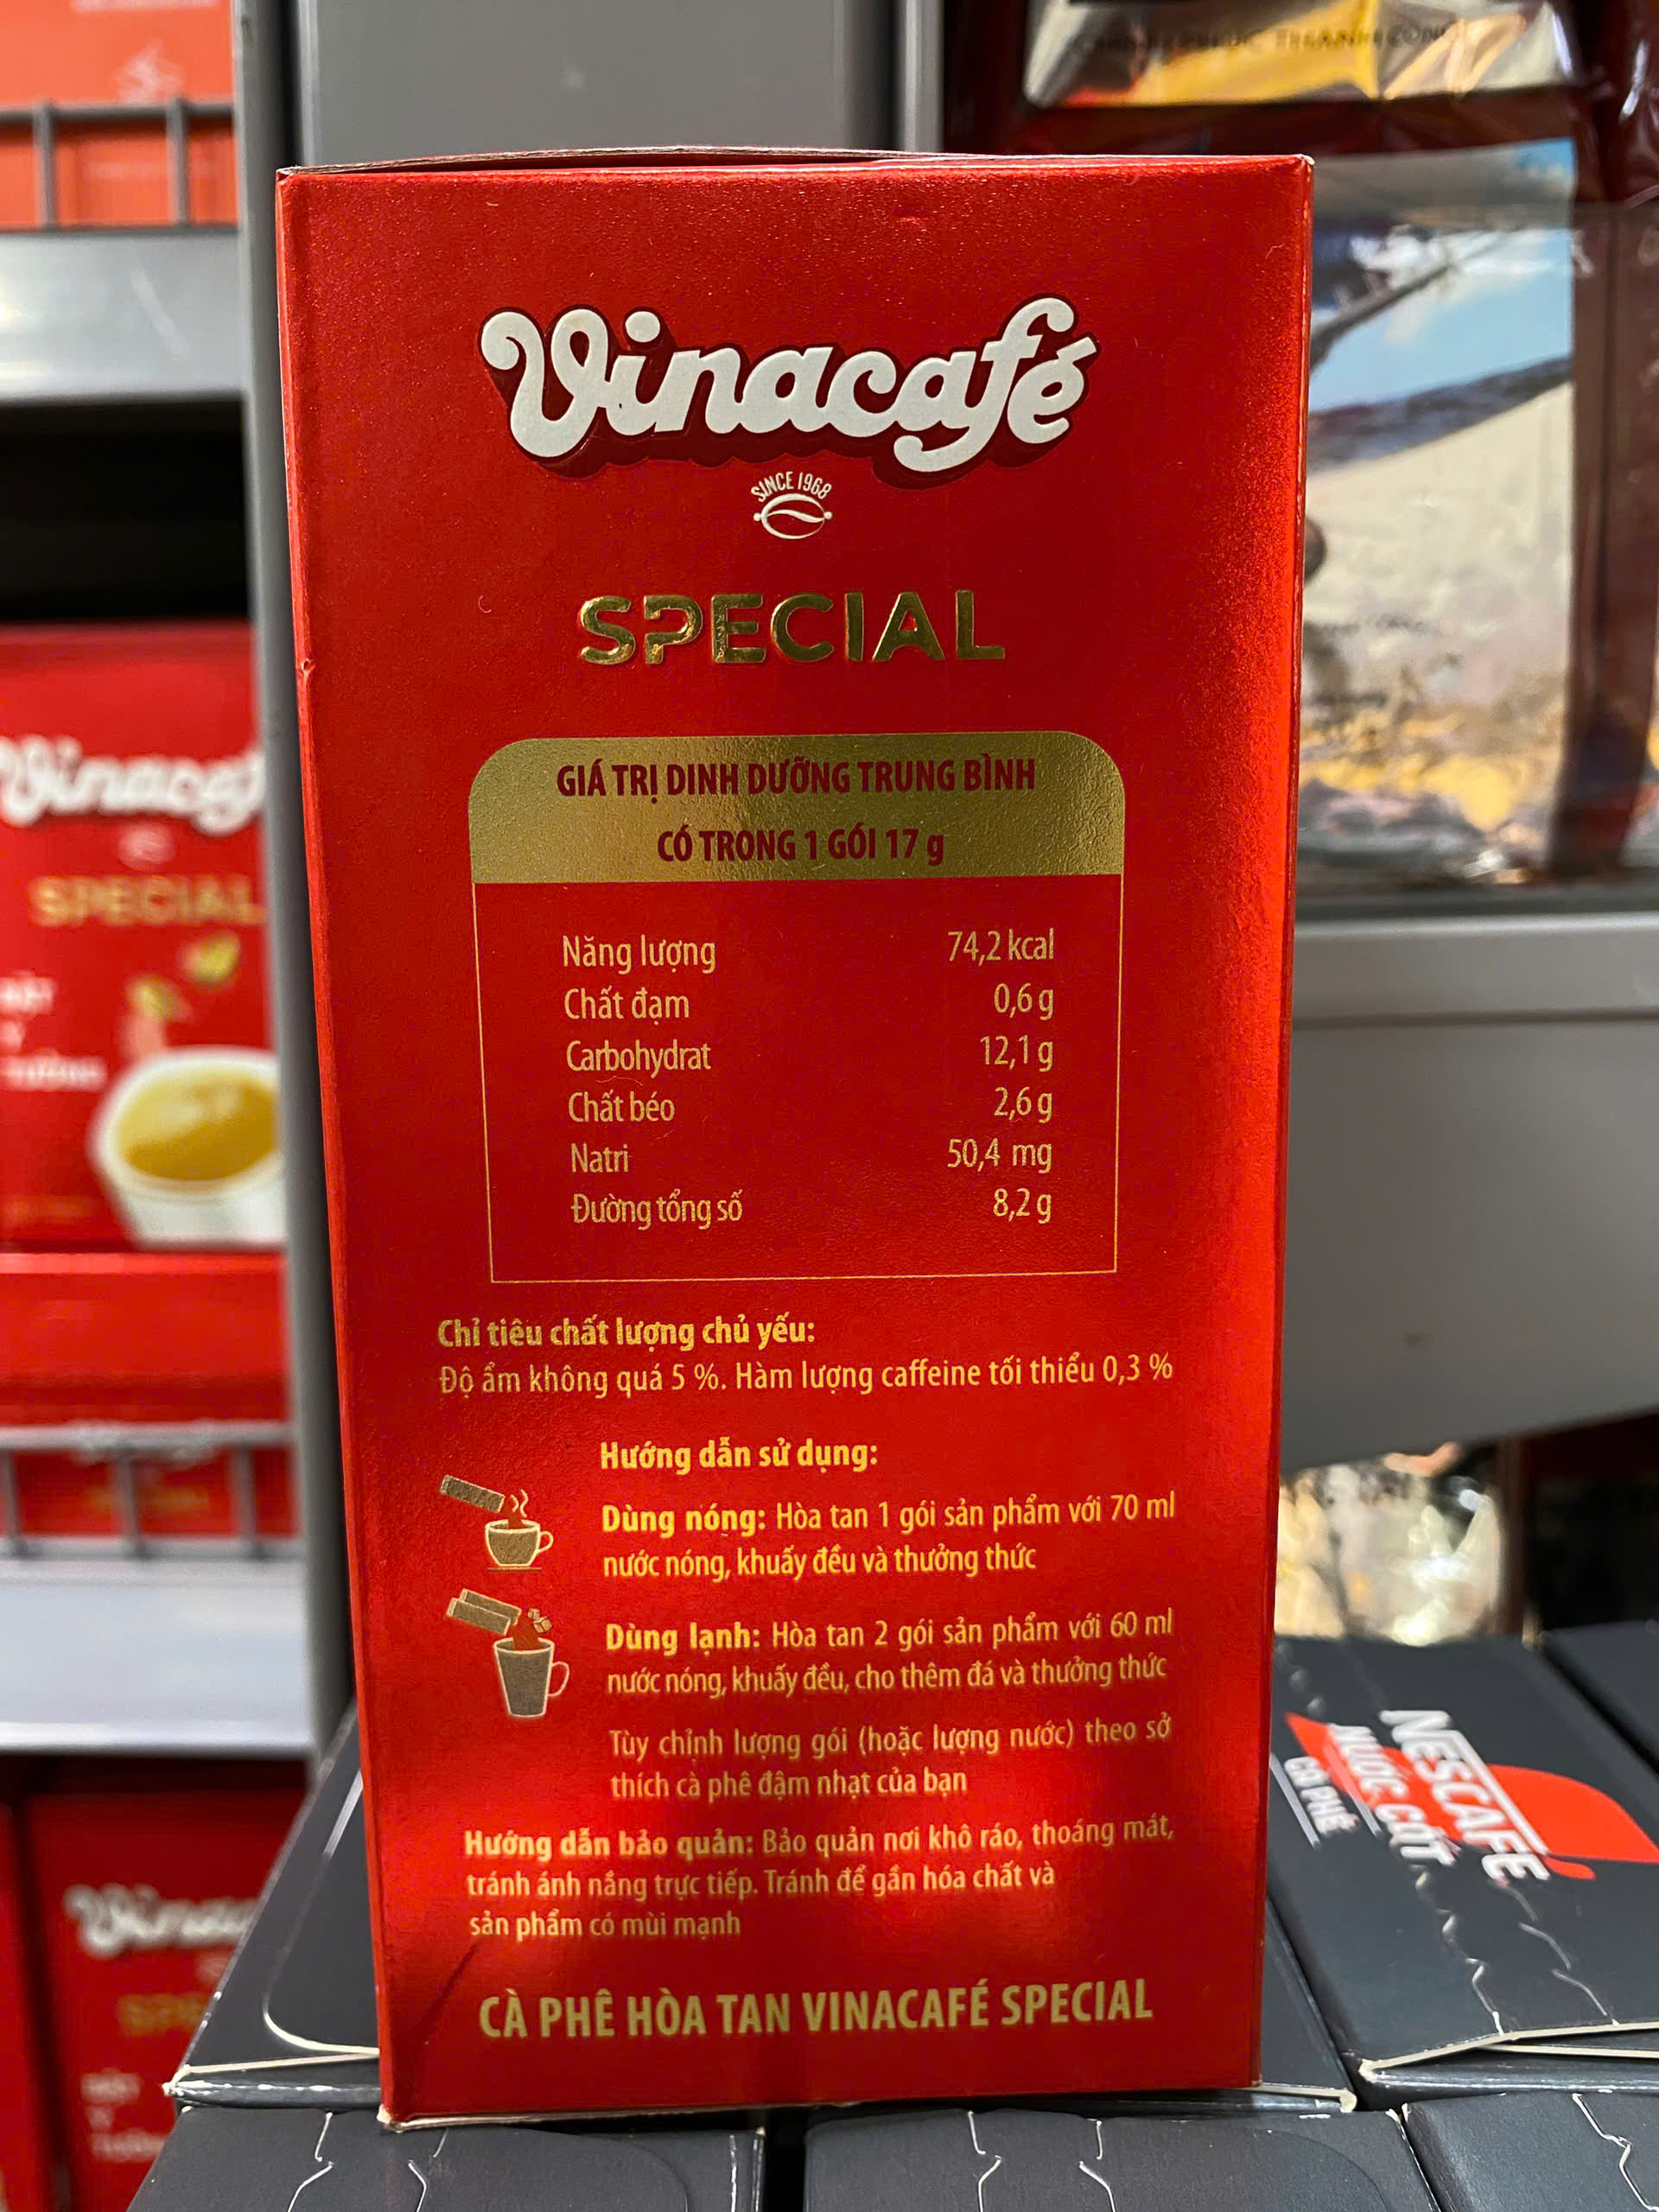 Vinacafé
SINCE 1968
SPECIAL
GIÁ TRỊ DINH DƯỠNG TRUNG BÌNH
CÓ TRONG 1 GÓI 17 g
Năng lượng 74,2 kcal
Chất đạm 0,6 g
Carbohydrat 12,1 g
Chất béo 2,6 g
Natri 50,4 mg
Đường tổng số 8,2 g
Chỉ tiêu chất lượng chủ yếu:
Độ ẩm không quá 5 %. Hàm lượng caffeine tối thiểu 0,3 %
Hướng dẫn sử dụng:
Dùng nóng: Hòa tan 1 gói sản phẩm với 70 ml
nước nóng, khuấy đều và thưởng thức
Dùng lạnh: Hòa tan 2 gói sản phẩm với 60 ml
nước nóng, khuấy đều, cho thêm đá và thưởng thức
Tùy chỉnh lượng gói (hoặc lượng nước) theo sở
thích cà phê đậm nhạt của bạn
Hướng dẫn bảo quản: Bảo quản nơi khô ráo, thoáng mát,
tránh ánh nắng trực tiếp. Tránh để gần hóa chất và
sản phẩm có mùi mạnh
CÀ PHÊ HÒA TAN VINACAFÉ SPECIAL
SPECIAL
NESCAFÉ
NƯỚC CỐT
CÀ PHÊ